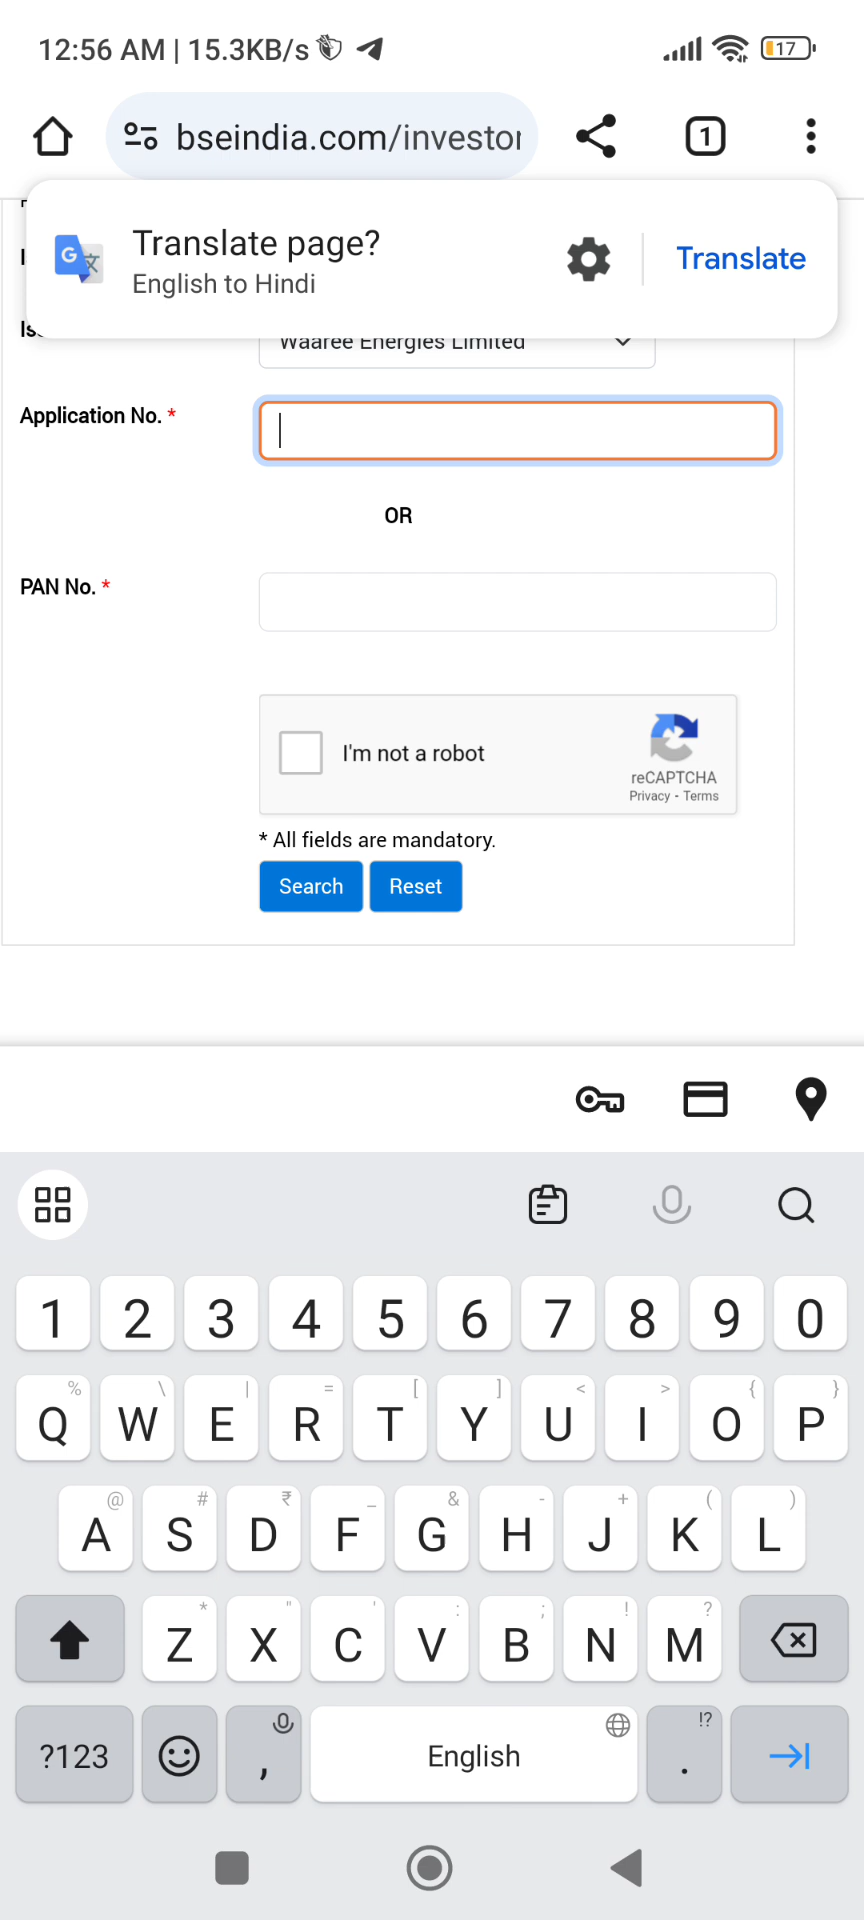 12:56 AM | 15.3KB/s
17
bseindia.com/investor
1
Translate page?
English to Hindi
Translate
Waaree Energies Limited
Application No. *
OR
PAN No. *
I'm not a robot
reCAPTCHA
Privacy - Terms
* All fields are mandatory.
Search Reset
1 2 3 4 5 6 7 8 9 0
% \ | = [ ] < > { }
Q W E R T Y U I O P
@ # ₹ _ & - + ( )
A S D F G H J K L
* " ' : ; ! ?
Z X C V B N M
!?
?123 , English .